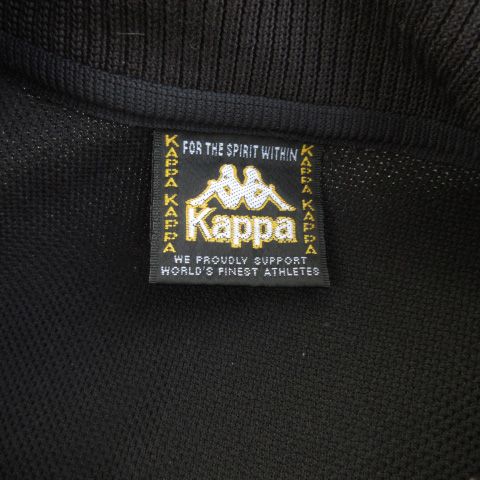 FOR THE SPIRIT WITHIN
KAPPA KAPPA
KAPPA KAPPA
Kappa
WE PROUDLY SUPPORT
WORLD'S FINEST ATHLETES